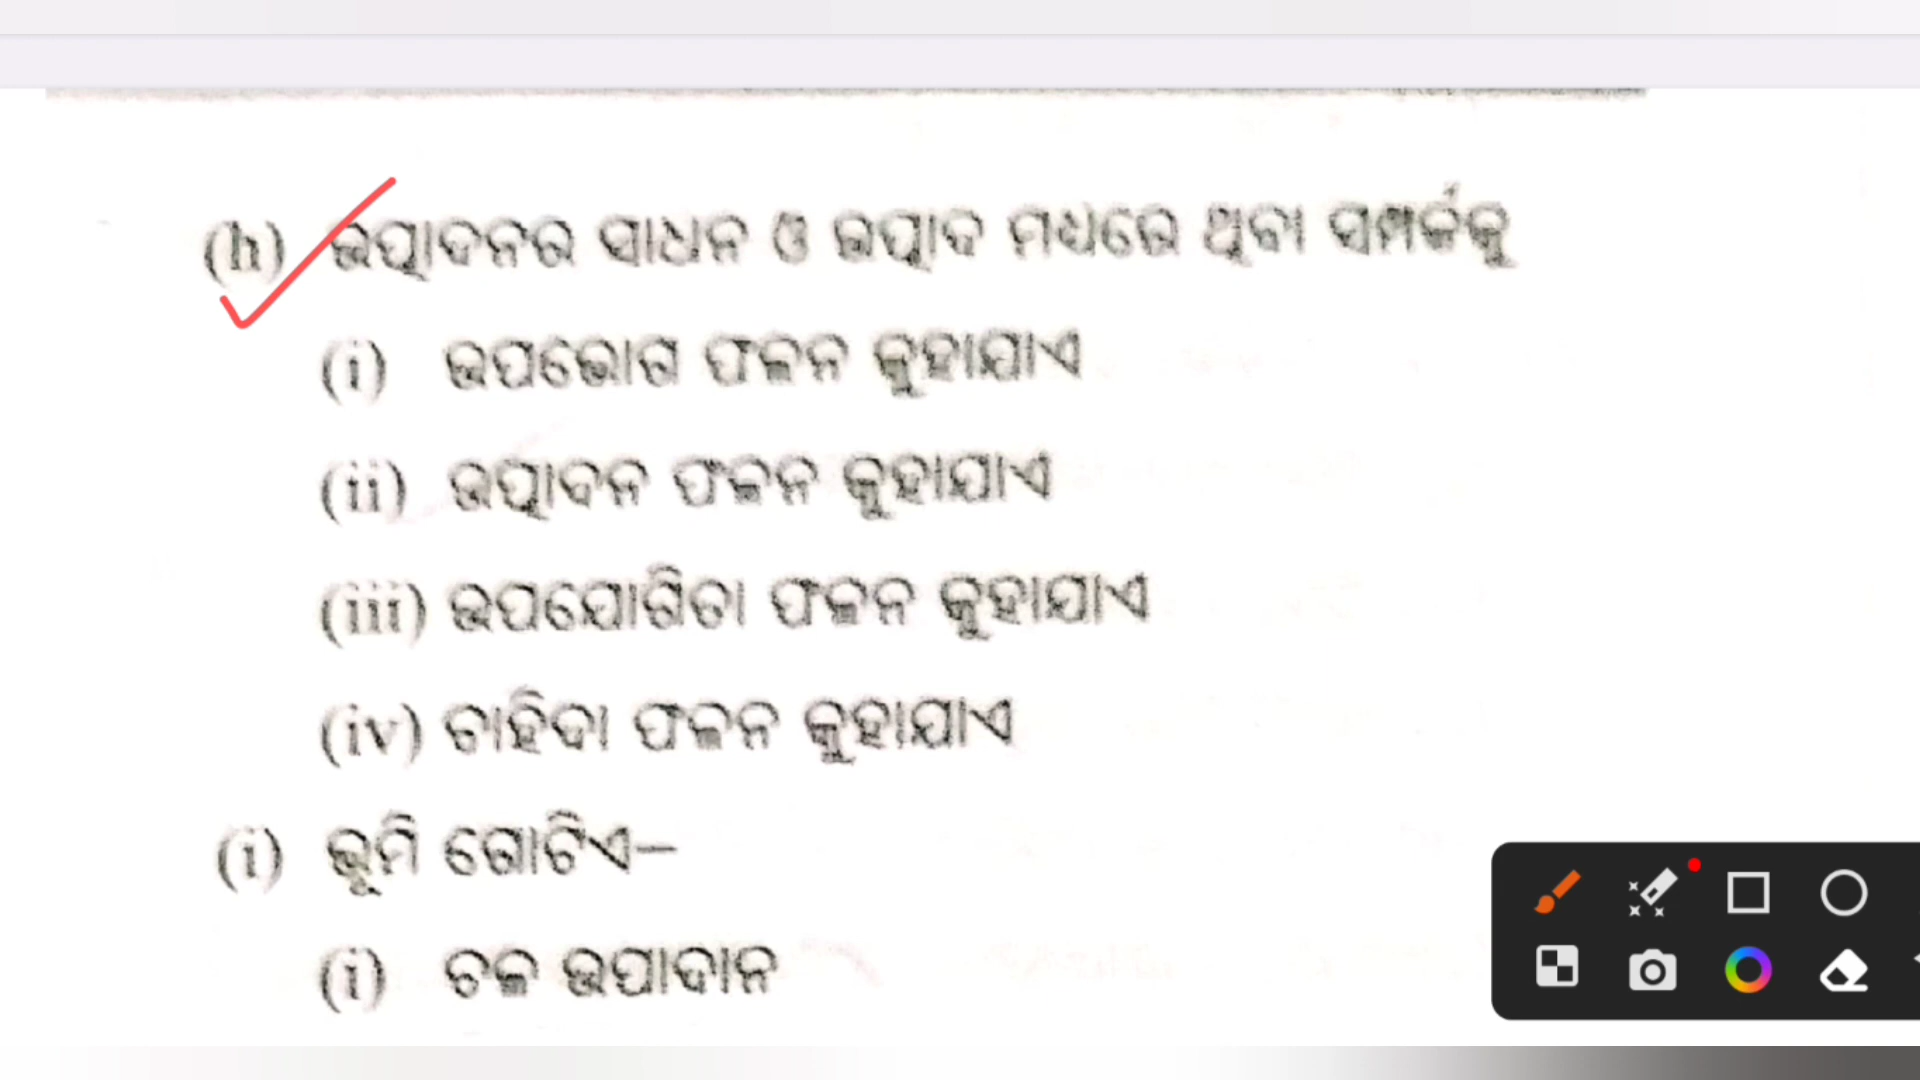 (h) ଉତ୍ପାଦନର ସାଧନ ଓ ଉତ୍ପାଦ ମଧ୍ୟରେ ଥିବା ସମ୍ପର୍କକୁ
(i) ଉପଭୋଗ ଫଳନ କୁହାଯାଏ
(ii) ଉତ୍ପାଦନ ଫଳନ କୁହାଯାଏ
(iii) ଉପଯୋଗିତା ଫଳନ କୁହାଯାଏ
(iv) ଚାହିଦା ଫଳନ କୁହାଯାଏ
(i) ଭୂମି ଗୋଟିଏ–
(i) ଚଳ ଉପାଦାନ